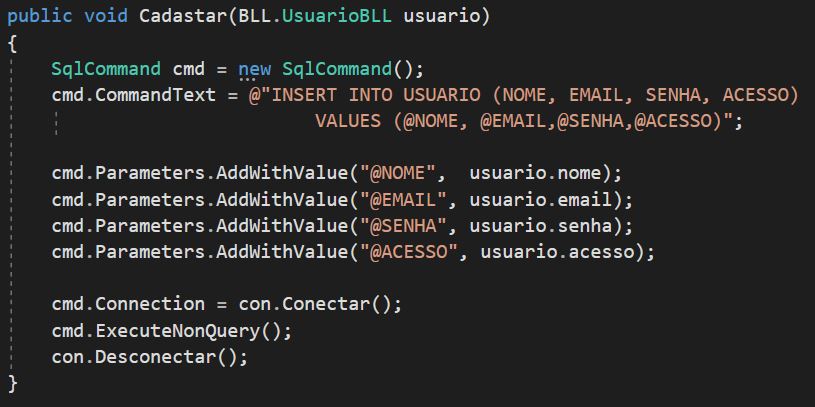 public void Cadastar(BLL.UsuarioBLL usuario)
{
SqlCommand cmd = new SqlCommand();
cmd.CommandText = @"INSERT INTO USUARIO (NOME, EMAIL, SENHA, ACESSO)
VALUES (@NOME, @EMAIL,@SENHA,@ACESSO)";
cmd.Parameters.AddWithValue("@NOME",  usuario.nome);
cmd.Parameters.AddWithValue("@EMAIL", usuario.email);
cmd.Parameters.AddWithValue("@SENHA", usuario.senha);
cmd.Parameters.AddWithValue("@ACESSO", usuario.acesso);
cmd.Connection = con.Conectar();
cmd.ExecuteNonQuery();
con.Desconectar();
}